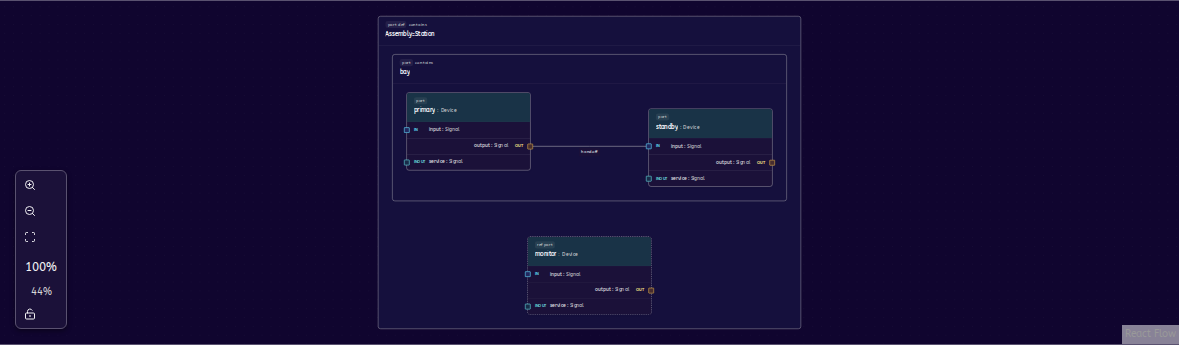 part def contains
Assembly::Station
part contains
bay
part
primary : Device
IN input : Signal
output : Signal OUT
INOUT service : Signal
handoff
part
standby : Device
IN input : Signal
output : Signal OUT
INOUT service : Signal
ref part
monitor : Device
IN input : Signal
output : Signal OUT
INOUT service : Signal
100%
44%
React Flow